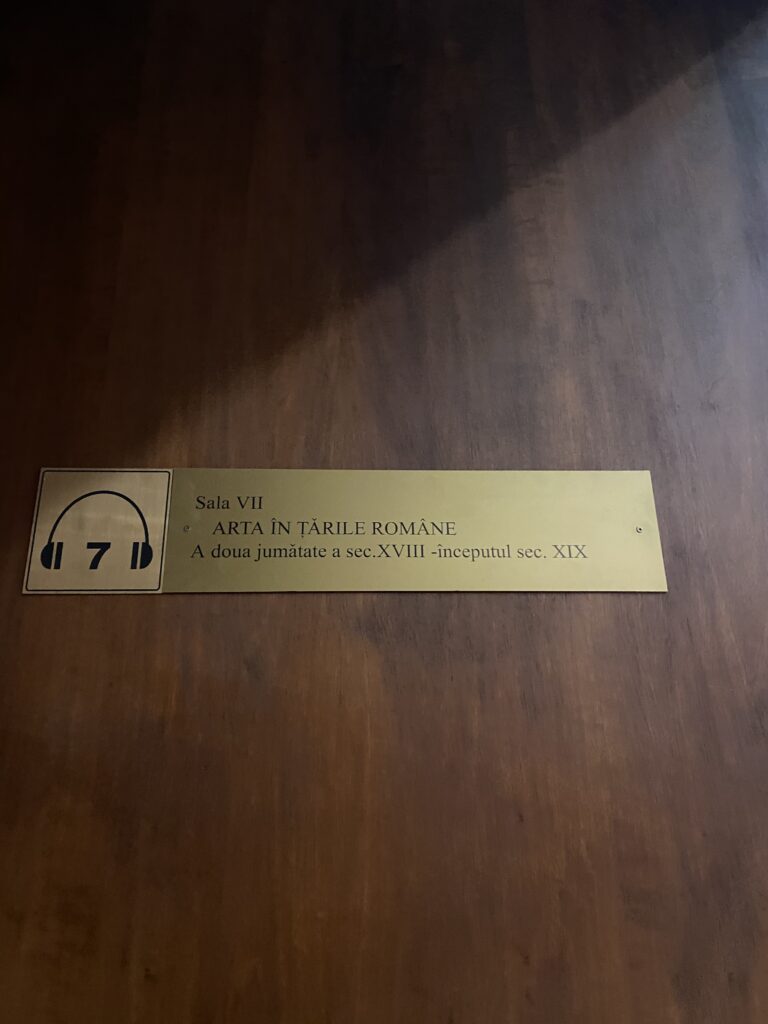 7
Sala VII
ARTA ÎN ȚĂRILE ROMÂNE
A doua jumătate a sec.XVIII -începutul sec. XIX